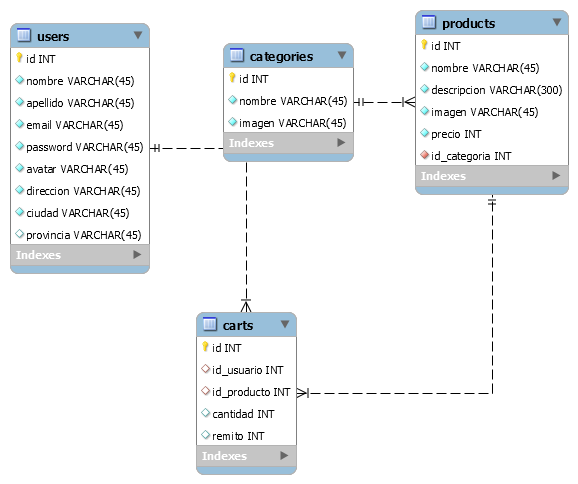 users
id INT
nombre VARCHAR(45)
apellido VARCHAR(45)
email VARCHAR(45)
password VARCHAR(45)
avatar VARCHAR(45)
direccion VARCHAR(45)
ciudad VARCHAR(45)
provincia VARCHAR(45)
Indexes
categories
id INT
nombre VARCHAR(45)
imagen VARCHAR(45)
Indexes
products
id INT
nombre VARCHAR(45)
descripcion VARCHAR(300)
imagen VARCHAR(45)
precio INT
id_categoria INT
Indexes
carts
id INT
id_usuario INT
id_producto INT
cantidad INT
remito INT
Indexes